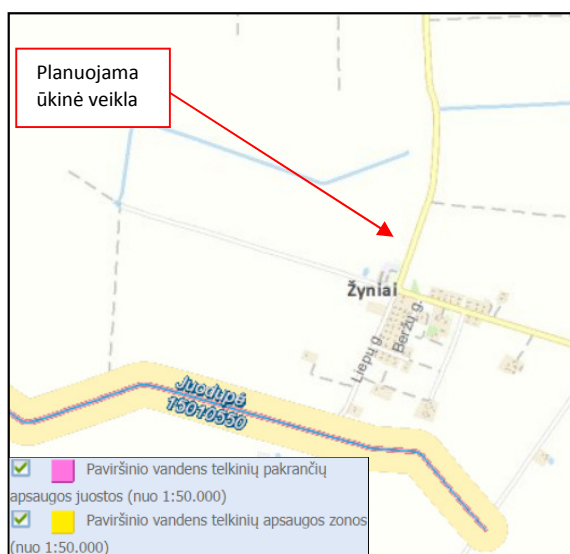 Planuojama
ūkinė veikla
Žyniai
Liepų g.
Beržų g.
Juodupė
15010550
Paviršinio vandens telkinių pakrančių
apsaugos juostos (nuo 1:50.000)
Paviršinio vandens telkinių apsaugos zonos
(nuo 1:50.000)